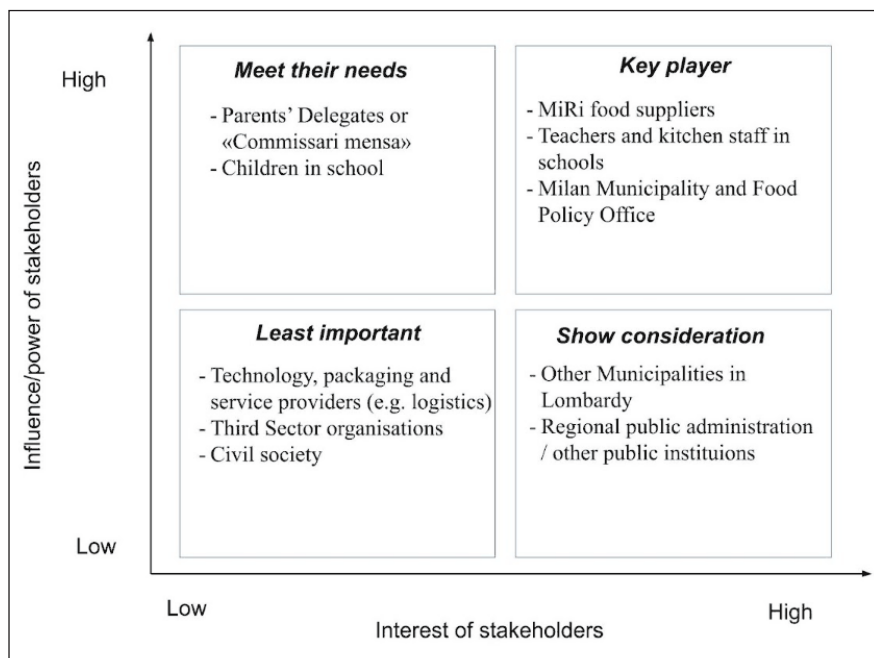 High
Low
Influence/power of stakeholders
Meet their needs
- Parents' Delegates or
«Commissari mensa»
- Children in school
Key player
- MiRi food suppliers
- Teachers and kitchen staff in
schools
- Milan Municipality and Food
Policy Office
Least important
- Technology, packaging and
service providers (e.g. logistics)
- Third Sector organisations
- Civil society
Show consideration
- Other Municipalities in
Lombardy
- Regional public administration
/ other public instituions
Low
High
Interest of stakeholders